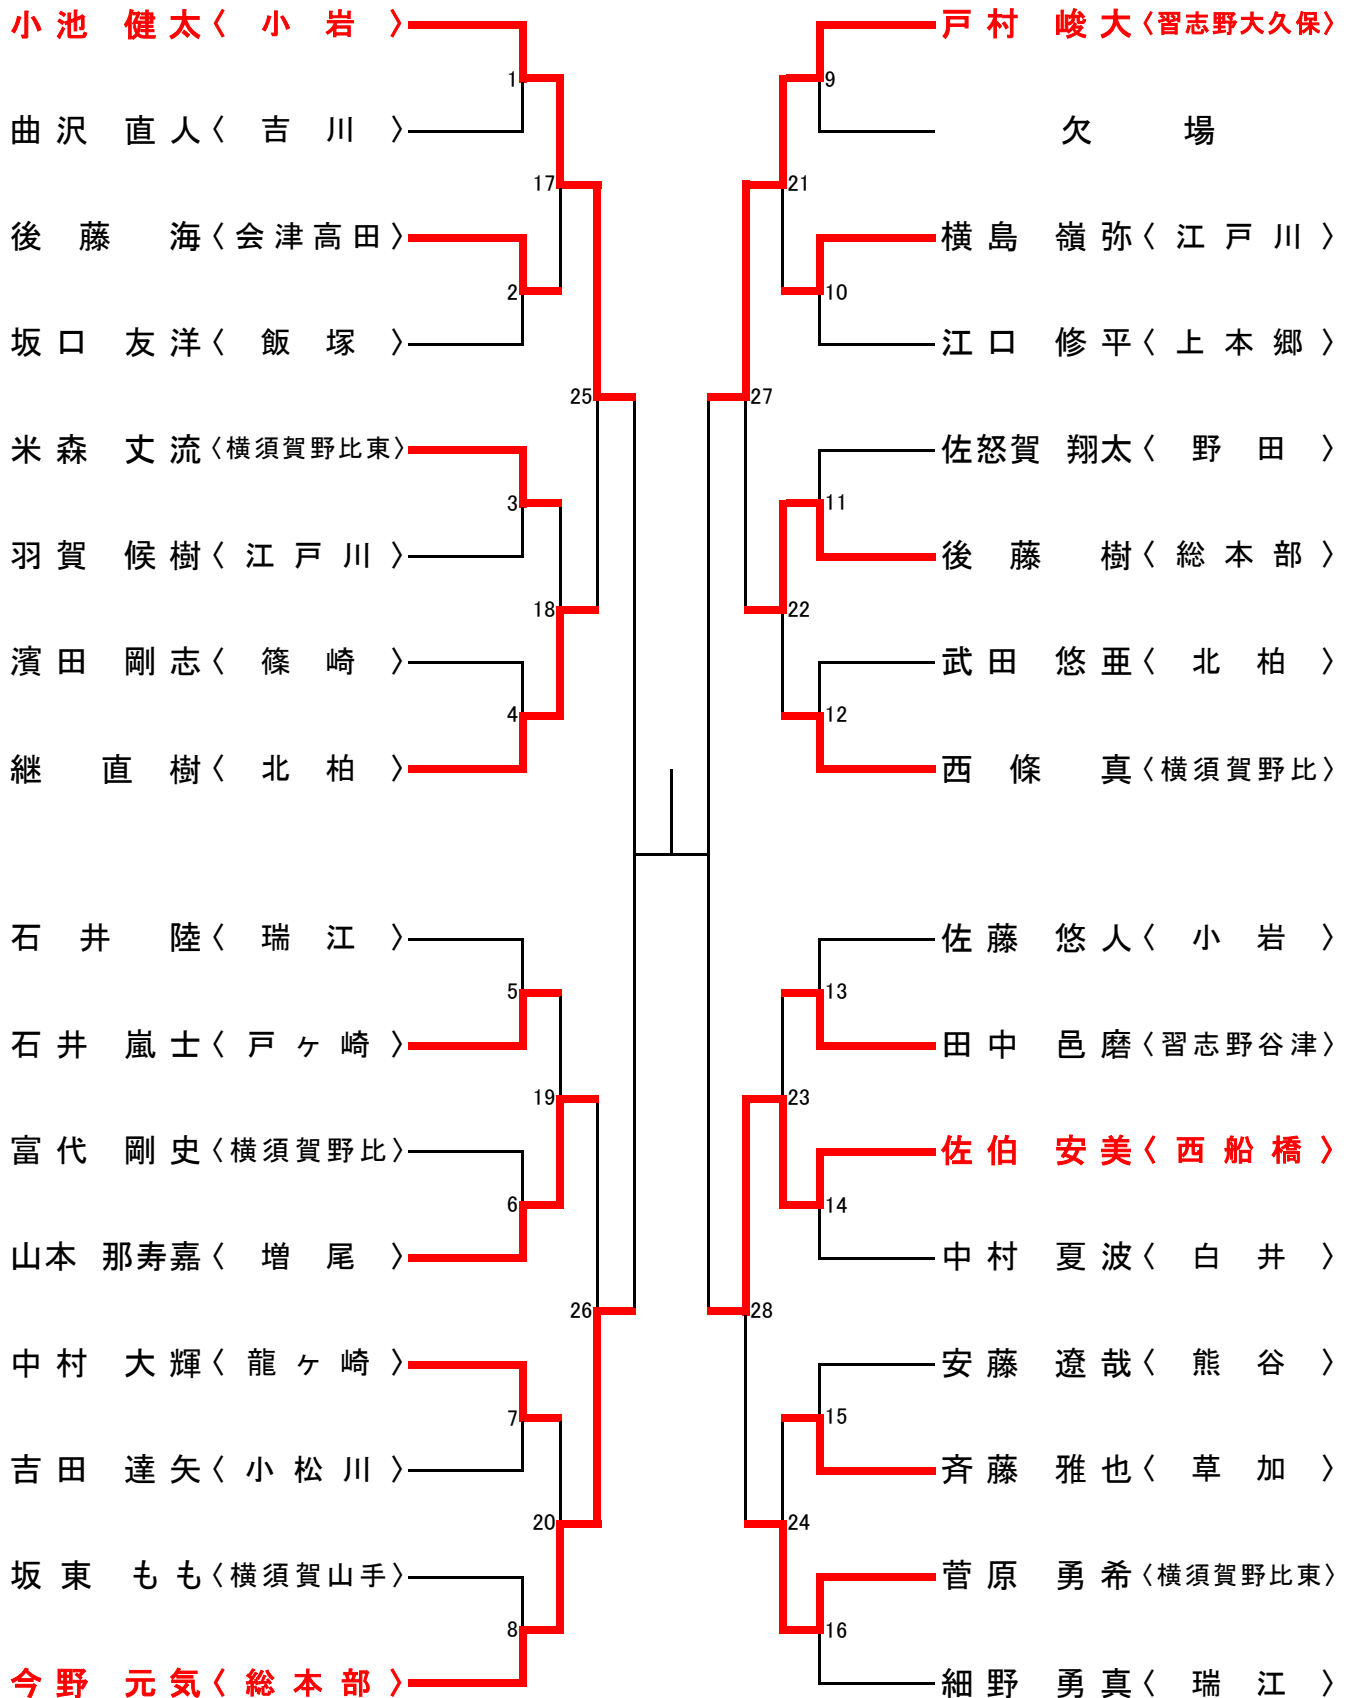 小池 健太〈 小岩 〉
1
曲沢 直人〈 吉川 〉
17
後藤 海〈 会津高田 〉
2
坂口 友洋〈 飯塚 〉
25
米森 丈流〈横須賀野比東〉
3
羽賀 候樹〈 江戸川 〉
18
濱田 剛志〈 篠崎 〉
4
継 直樹〈 北柏 〉
石井 陸〈 瑞江 〉
5
石井 嵐士〈 戸ヶ崎 〉
19
富代 剛史〈横須賀野比〉
6
山本 那寿嘉〈 増尾 〉
26
中村 大輝〈 龍ヶ崎 〉
7
吉田 達矢〈 小松川 〉
20
坂東 もも〈横須賀山手〉
8
今野 元気〈 総本部 〉
戸村 峻大〈習志野大久保〉
9
欠場
21
横島 嶺弥〈 江戸川 〉
10
江口 修平〈 上本郷 〉
27
佐怒賀 翔太〈 野田 〉
11
後藤 樹〈 総本部 〉
22
武田 悠亜〈 北柏 〉
12
西條 真〈横須賀野比〉
佐藤 悠人〈 小岩 〉
13
田中 邑磨〈習志野谷津〉
23
佐伯 安美〈 西船橋 〉
14
中村 夏波〈 白井 〉
28
安藤 遼哉〈 熊谷 〉
15
斉藤 雅也〈 草加 〉
24
菅原 勇希〈横須賀野比東〉
16
細野 勇真〈 瑞江 〉